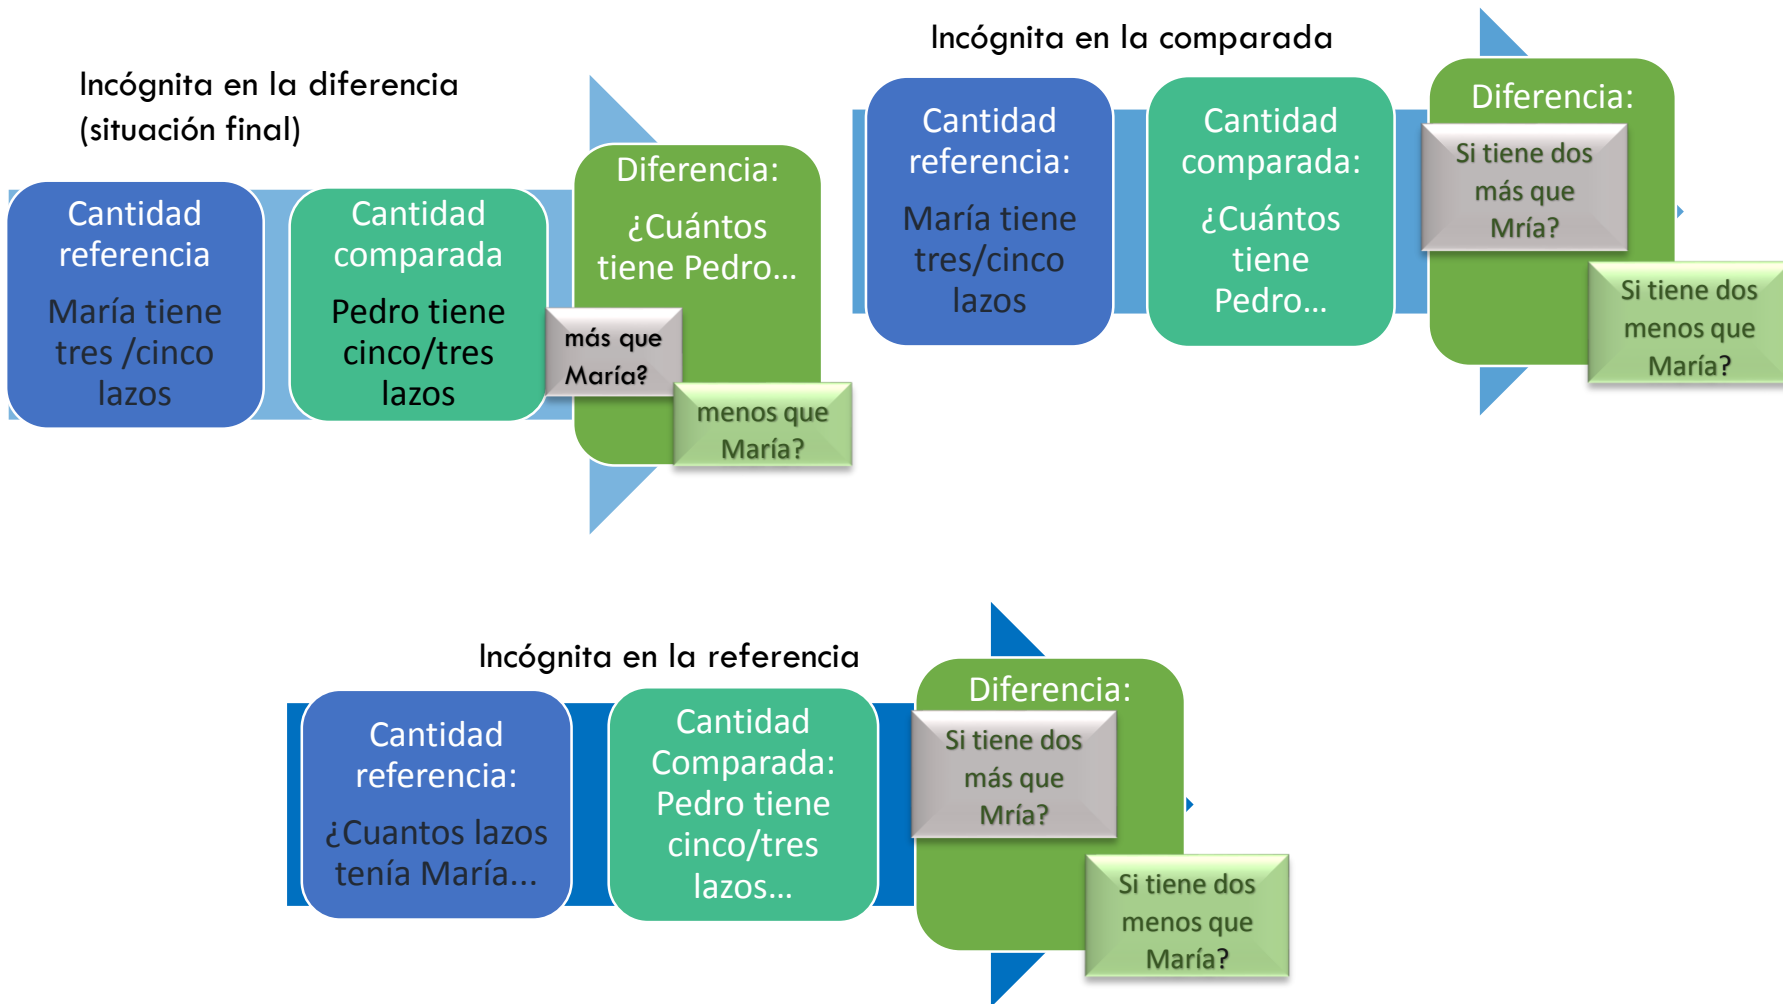 Incógnita en la diferencia
(situación final)
Cantidad
referencia
María tiene
tres /cinco
lazos
Cantidad
comparada
Pedro tiene
cinco/tres
lazos
Diferencia:
¿Cuántos
tiene Pedro...
más que
María?
menos que
María?
Incógnita en la comparada
Cantidad
referencia:
María tiene
tres/cinco
lazos
Cantidad
comparada:
¿Cuántos
tiene
Pedro...
Diferencia:
Si tiene dos
más que
Mría?
Si tiene dos
menos que
María?
Incógnita en la referencia
Cantidad
referencia:
¿Cuantos lazos
tenía María...
Cantidad
Comparada:
Pedro tiene
cinco/tres
lazos...
Diferencia:
Si tiene dos
más que
Mría?
Si tiene dos
menos que
María?